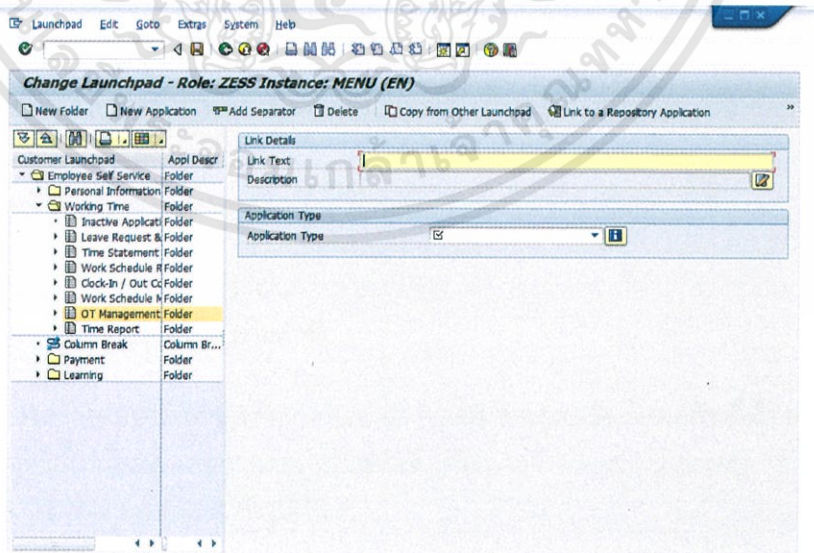 Launchpad Edit Goto Extras System Help
Change Launchpad - Role: ZESS Instance: MENU (EN)
New Folder New Application Add Separator Delete Copy from Other Launchpad Link to a Repository Application »
Customer Launchpad Appl Descr
Employee Self Service Folder
Personal Information Folder
Working Time Folder
Inactive Applicati Folder
Leave Request & Folder
Time Statement Folder
Work Schedule R Folder
Clock-In / Out Co Folder
Work Schedule M Folder
OT Management Folder
Time Report Folder
Column Break Column Br...
Payment Folder
Learning Folder
Link Details
Link Text
Description
Application Type
Application Type